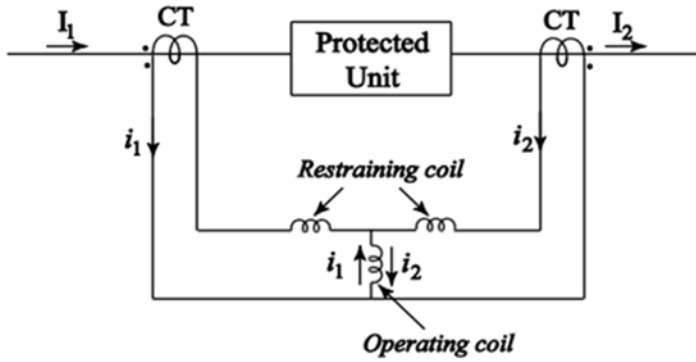 I₁
CT
Protected
Unit
CT
I₂
i₁
i₂
Restraining coil
i₁
i₂
Operating coil